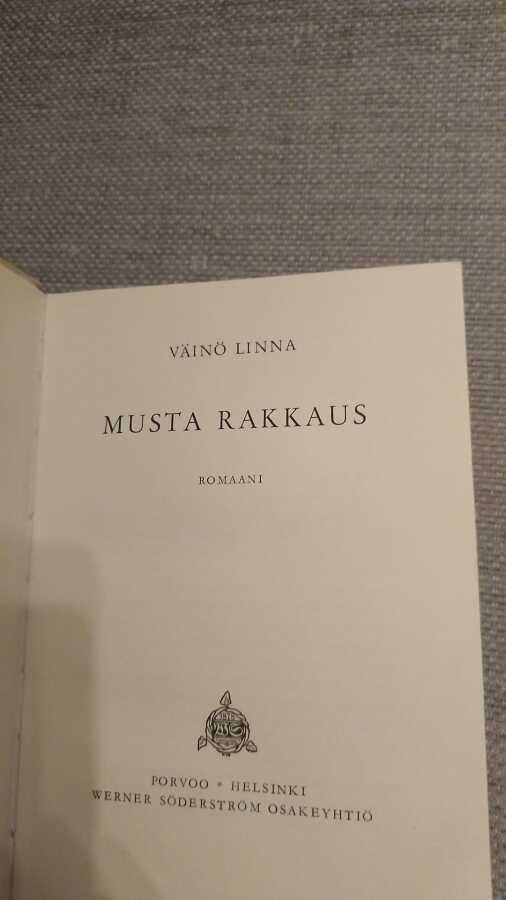 VÄINÖ LINNA
MUSTA RAKKAUS
ROMAANI
PORVOO * HELSINKI
WERNER SÖDERSTRÖM OSAKEYHTIÖ